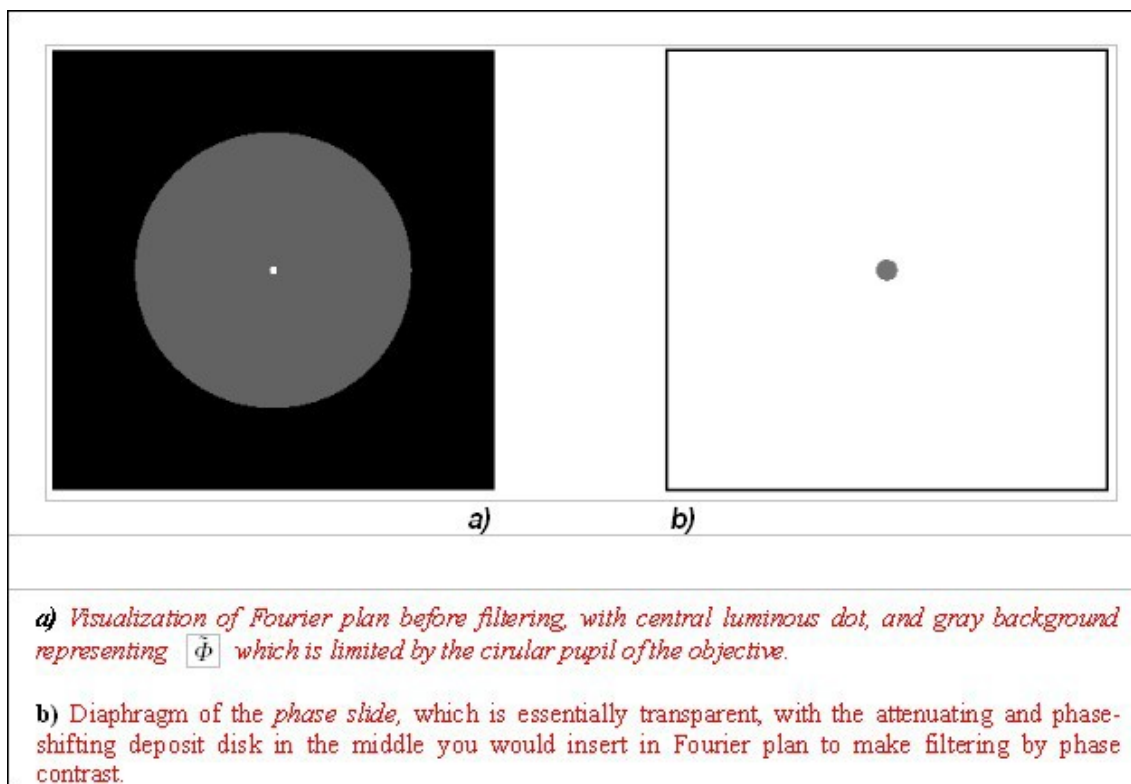 a) b)
a) Visualization of Fourier plan before filtering, with central luminous dot, and gray background
representing Φ̃ which is limited by the cirular pupil of the objective.
b) Diaphragm of the phase slide, which is essentially transparent, with the attenuating and phase-
shifting deposit disk in the middle you would insert in Fourier plan to make filtering by phase
contrast.